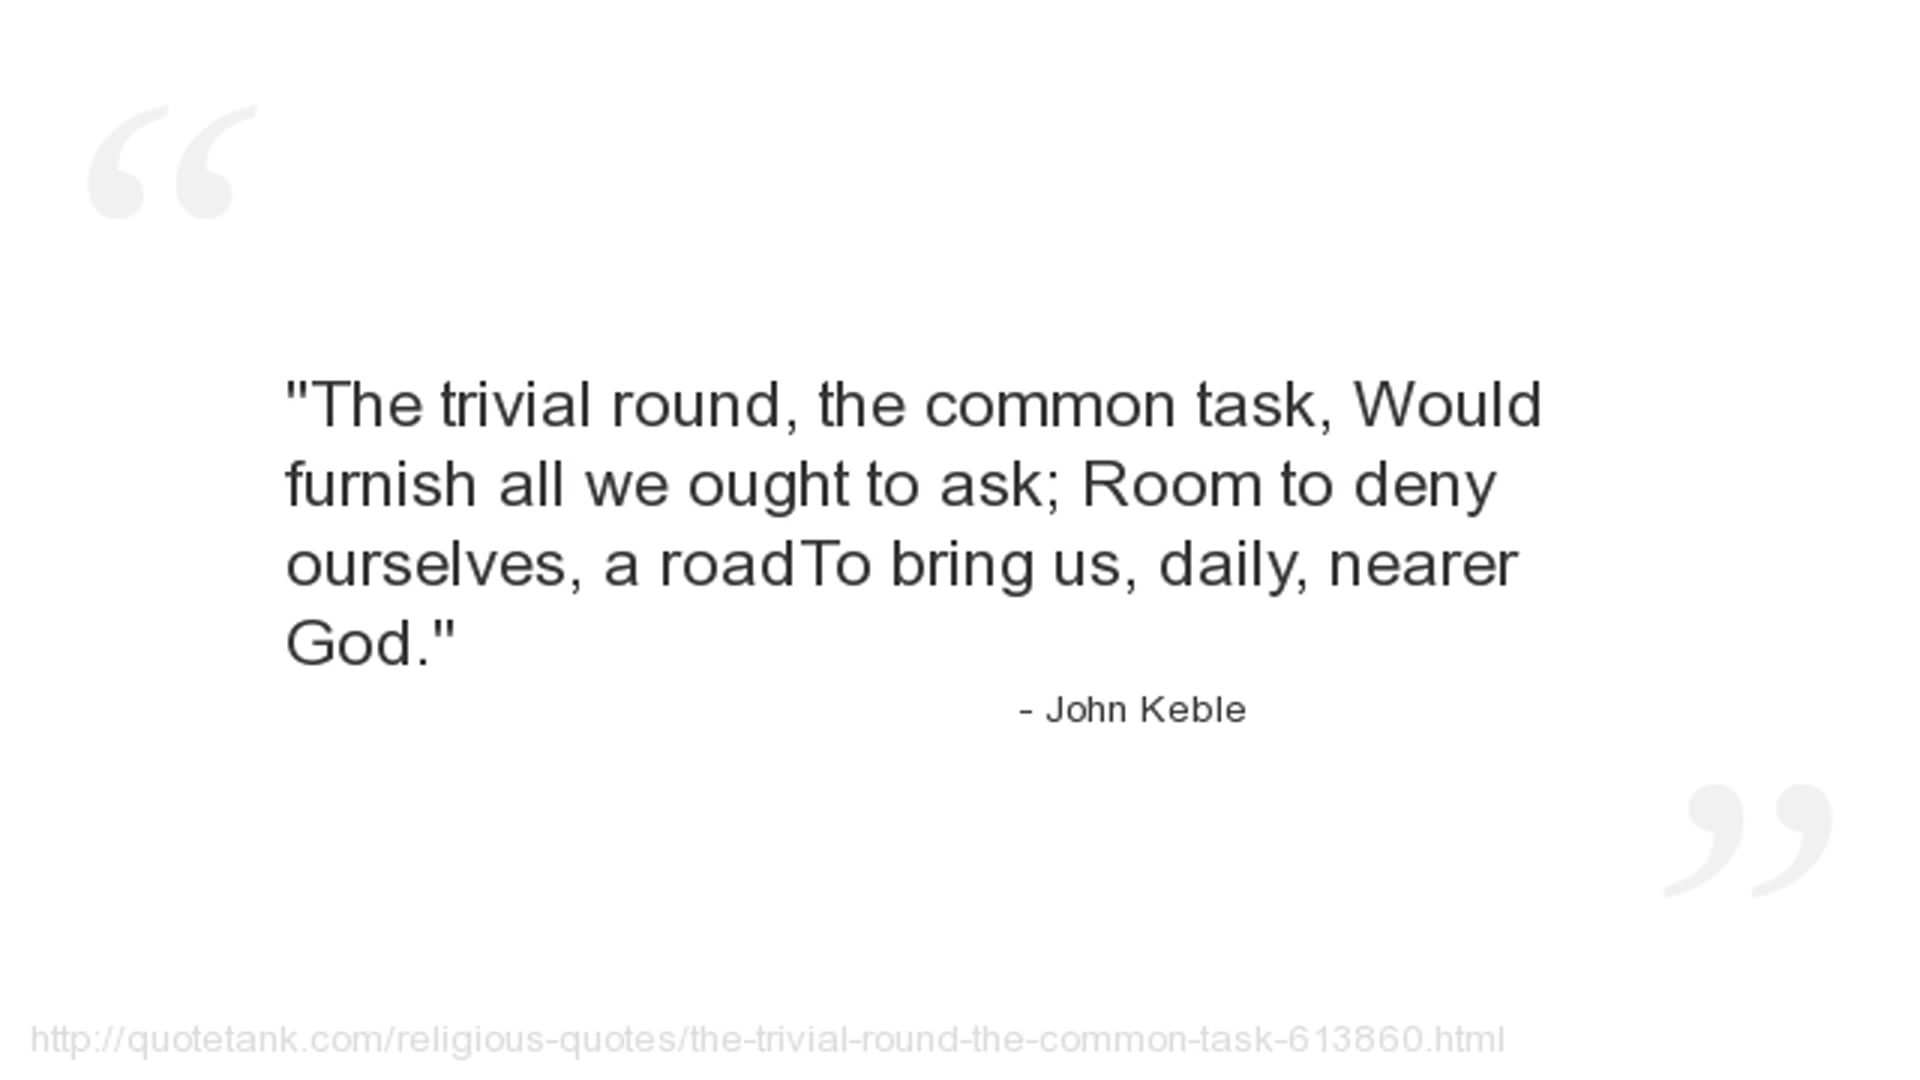 "The trivial round, the common task, Would
furnish all we ought to ask; Room to deny
ourselves, a roadTo bring us, daily, nearer
God."
- John Keble
http://quotetank.com/religious-quotes/the-trivial-round-the-common-task-613860.html